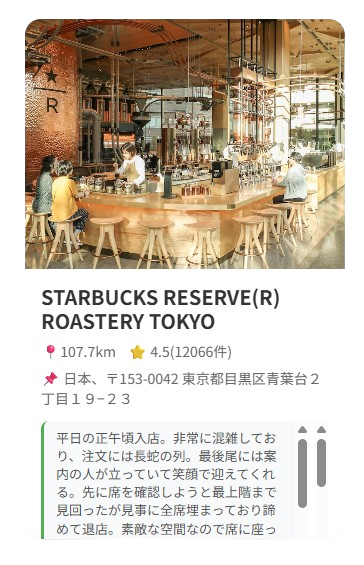 ★
R
STARBUCKS RESERVE(R)
ROASTERY TOKYO
107.7km 4.5(12066件)
日本、〒153-0042 東京都目黒区青葉台２
丁目１９−２３
平日の正午頃入店。非常に混雑してお
り、注文には長蛇の列。最後尾には案
内の人が立っていて笑顔で迎えてくれ
る。先に席を確認しようと最上階まで
見回ったが見事に全席埋まっており諦
めて退店。素敵な空間なので席に座っ